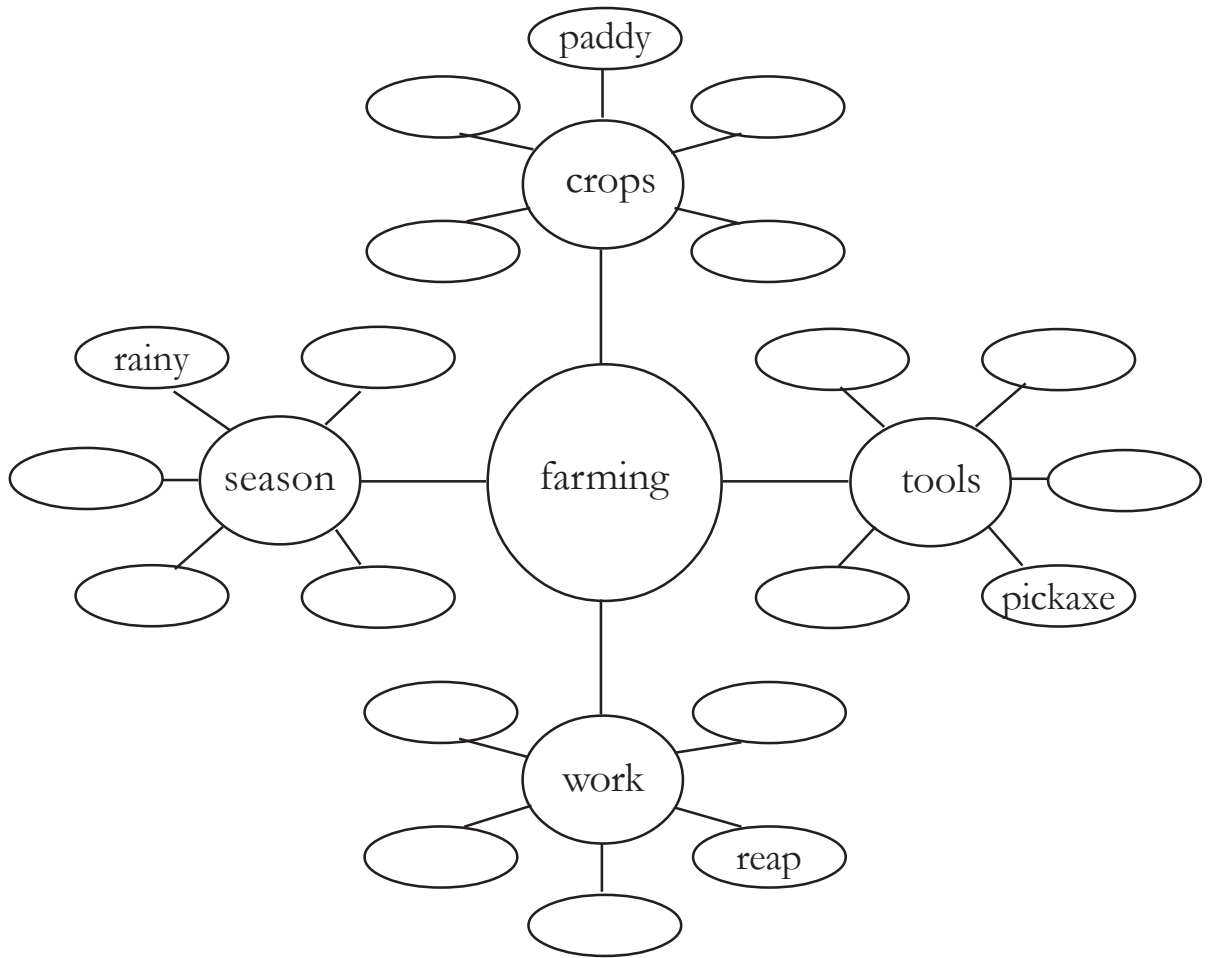 paddy
crops
rainy
season
farming
tools
pickaxe
work
reap